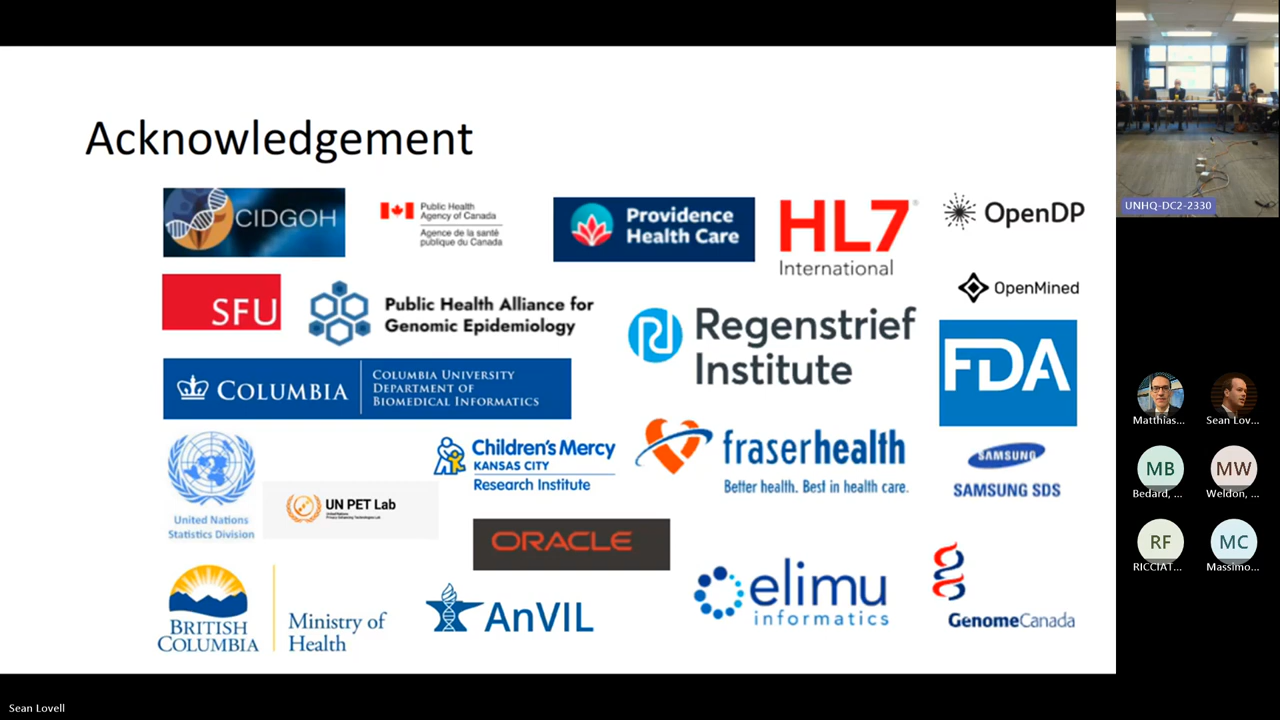 Acknowledgement
CIDGOH
Public Health
Agency of Canada
Agence de la santé
publique du Canada
Providence
Health Care
HL7®
International
OpenDP
SFU
Public Health Alliance for
Genomic Epidemiology
Regenstrief
Institute
OpenMined
FDA
COLUMBIA
COLUMBIA UNIVERSITY
DEPARTMENT OF
BIOMEDICAL INFORMATICS
United Nations
Statistics Division
UN PET Lab
Children's Mercy
KANSAS CITY
Research Institute
fraserhealth
Better health. Best in health care.
SAMSUNG
SAMSUNG SDS
ORACLE
BRITISH
COLUMBIA
Ministry of
Health
AnVIL
elimu
informatics
GenomeCanada
UNHQ-DC2-2330
Matthias...
Sean Lov...
MB
MW
Bedard, ...
Weldon, ...
RF
MC
RICCIAT...
Massimo...
Sean Lovell